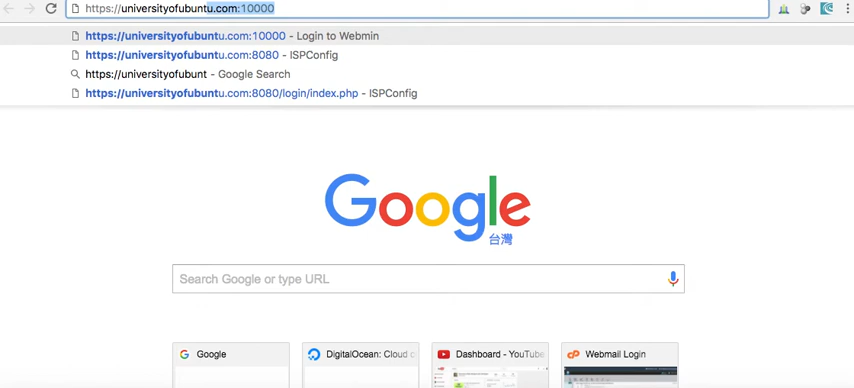 https://universityofubuntu.com:10000
https://universityofubuntu.com:10000 - Login to Webmin
https://universityofubuntu.com:8080 - ISPConfig
https://universityofubunt - Google Search
https://universityofubuntu.com:8080/login/index.php - ISPConfig
Google
台灣
Search Google or type URL
Google
DigitalOcean: Cloud c
Dashboard - YouTube
Webmail Login